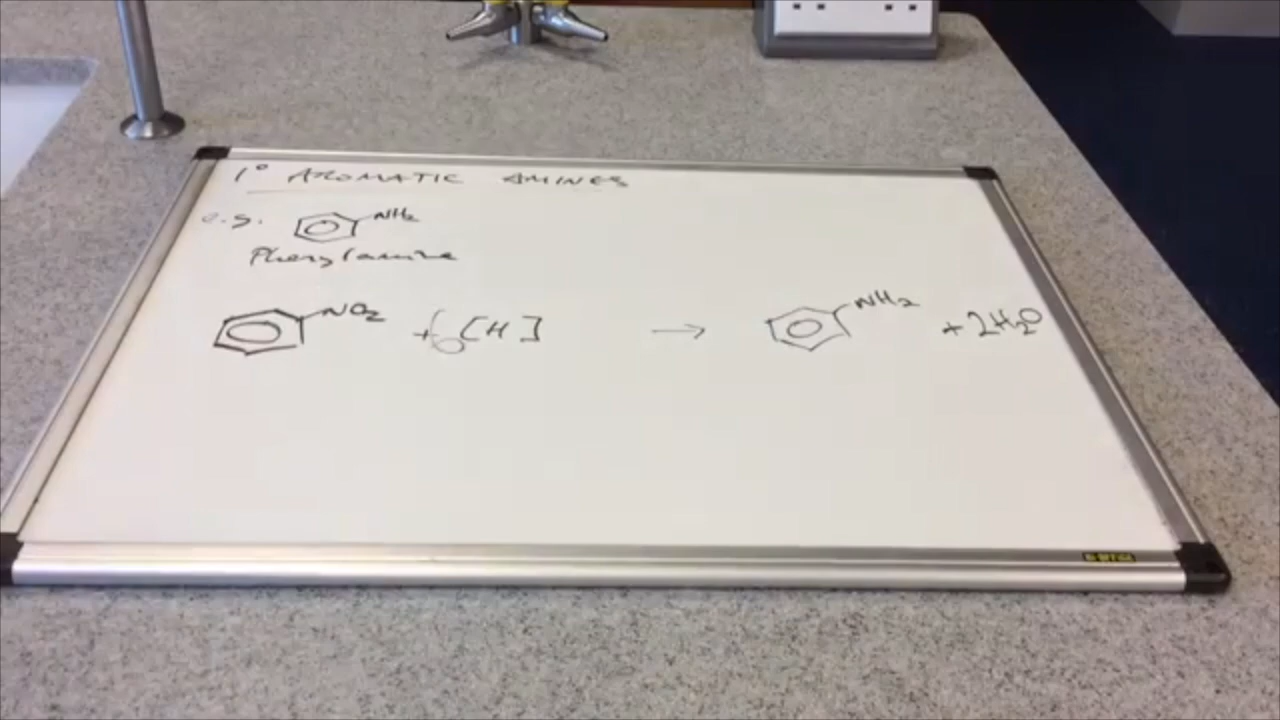 1° AROMATIC AMINES
e.g. NH₂
Phenylamine
NO₂ + 6[H] → NH₂ + 2H₂O